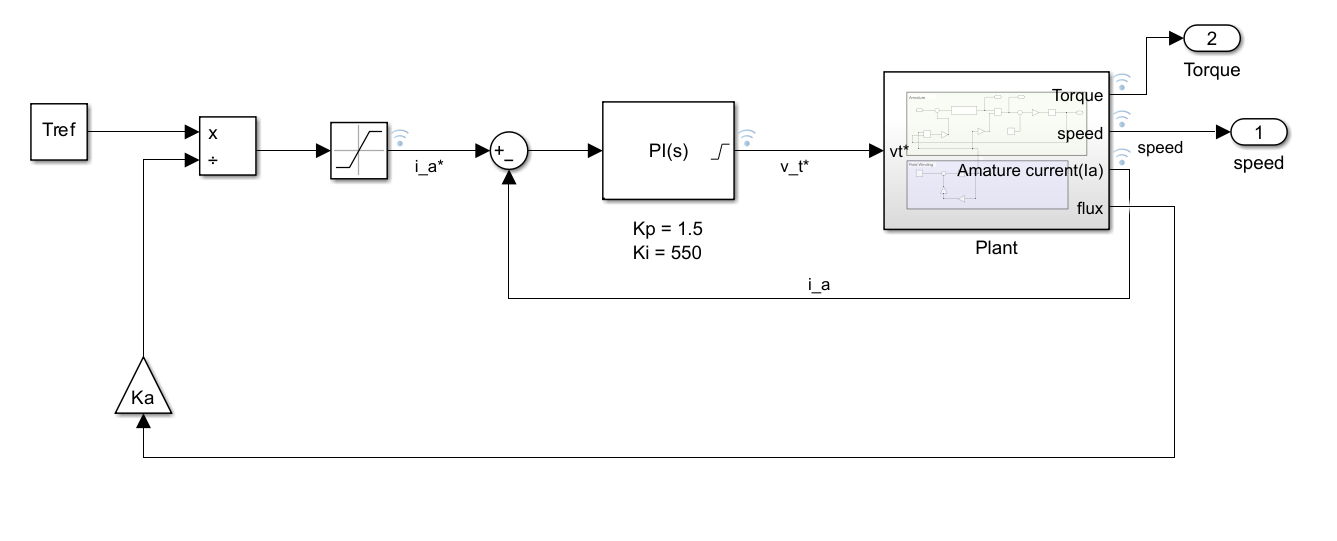 2
Torque
Tref
x
÷
i_a*
+
−
PI(s)
v_t*
Kp = 1.5
Ki = 550
vt*
Torque
speed
Amature current(Ia)
flux
Plant
speed
1
speed
i_a
Ka